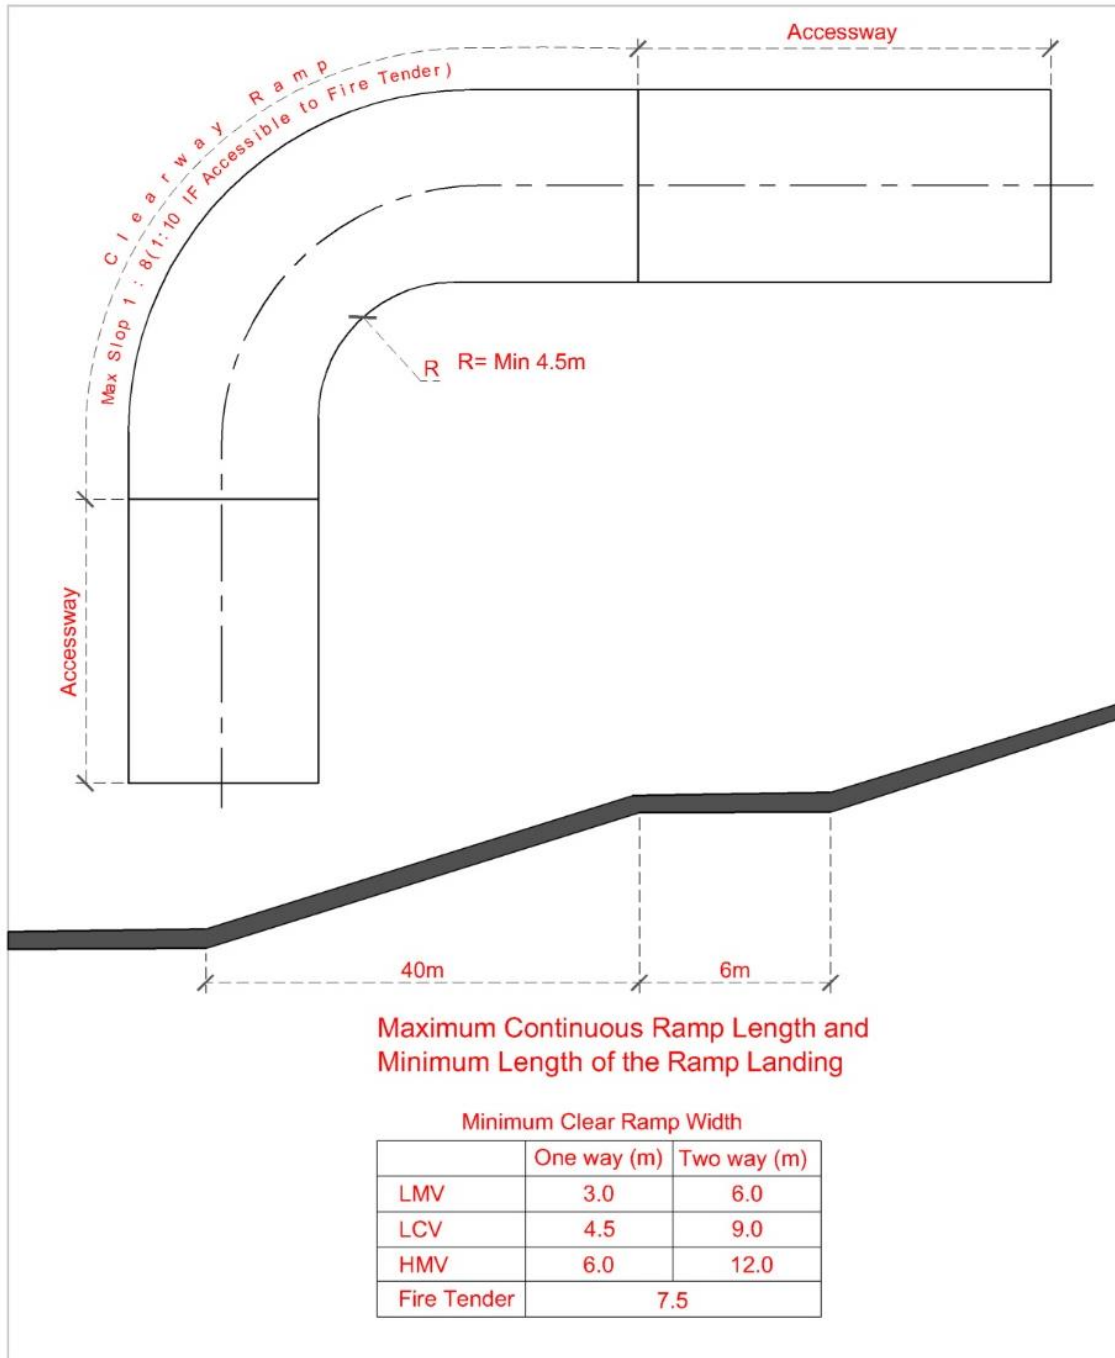 Accessway
Clearway Ramp
Max Slop 1 : 8(1:10 IF Accessible to Fire Tender)
R R= Min 4.5m
Accessway
40m 6m
Maximum Continuous Ramp Length and
Minimum Length of the Ramp Landing
Minimum Clear Ramp Width
One way (m) Two way (m)
LMV 3.0 6.0
LCV 4.5 9.0
HMV 6.0 12.0
Fire Tender 7.5